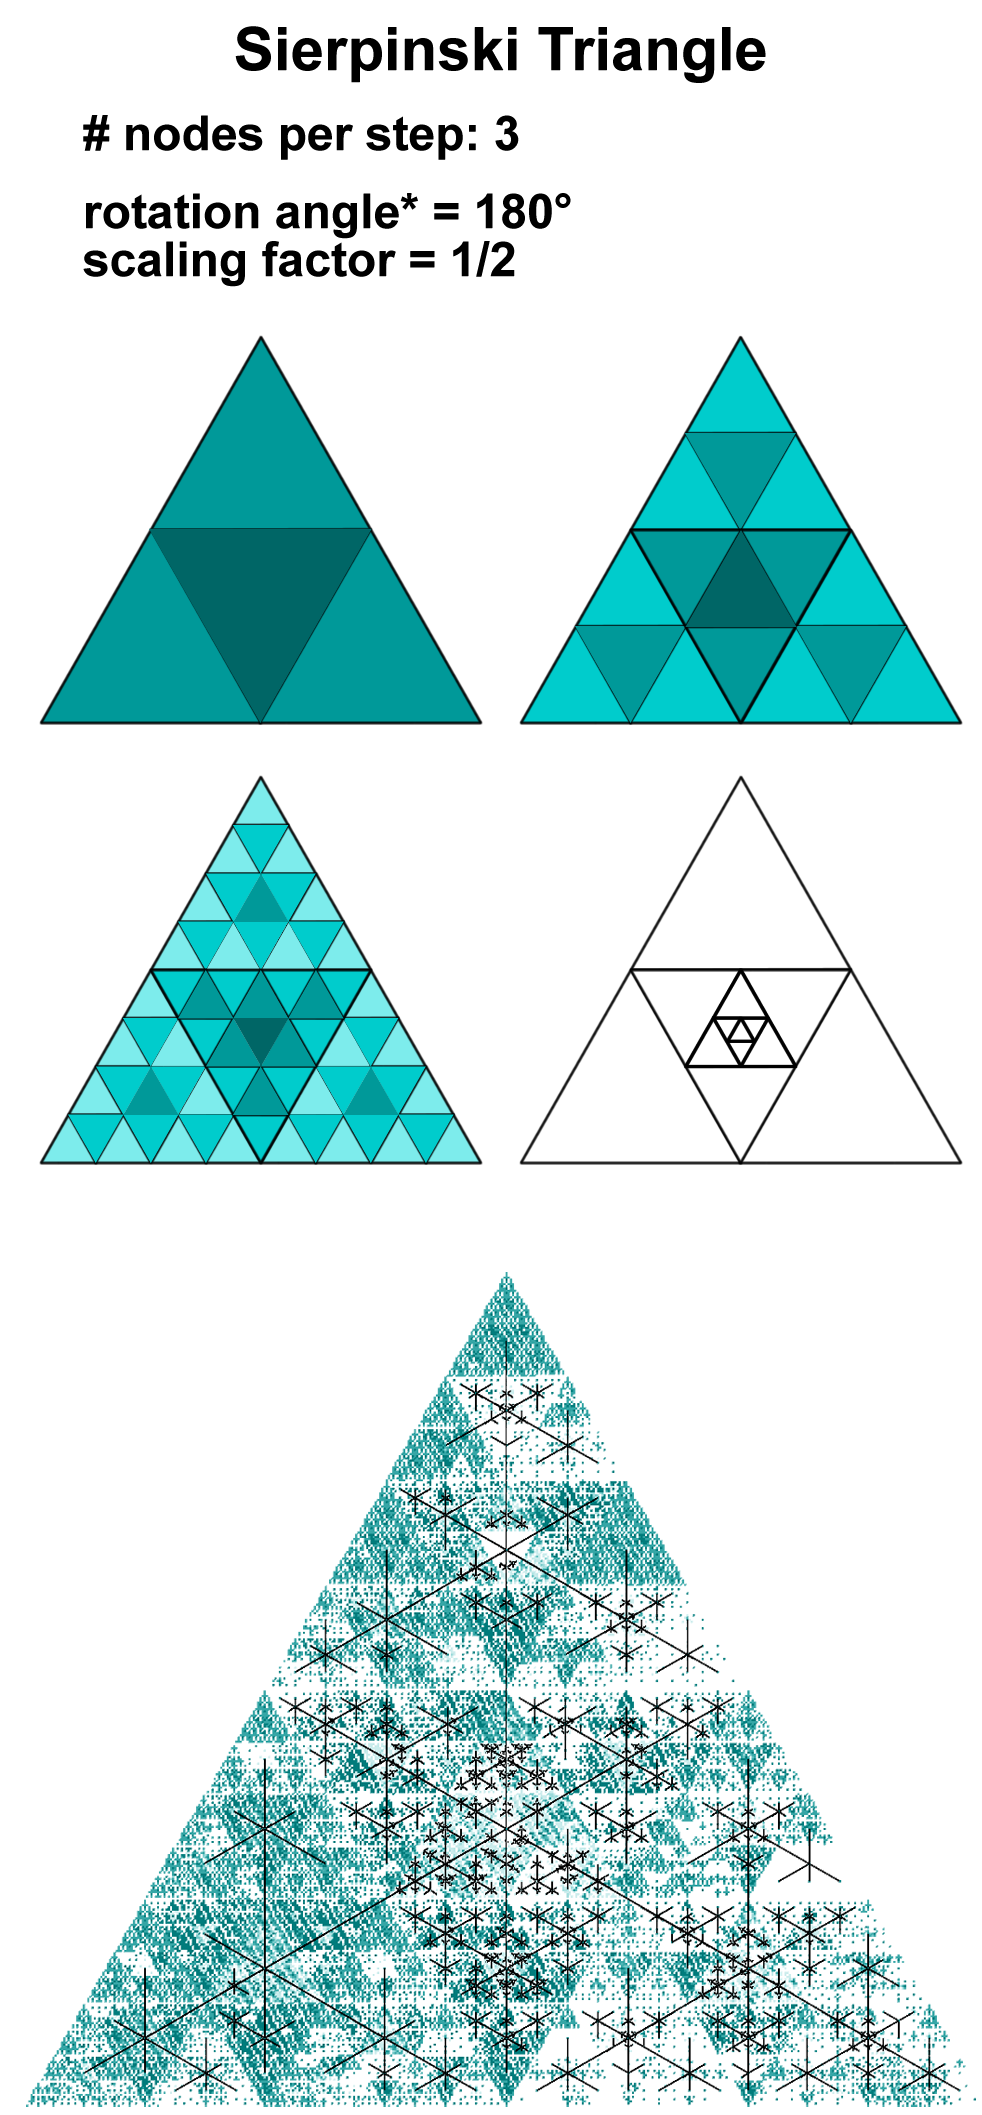 Sierpinski Triangle
# nodes per step: 3
rotation angle* = 180°
scaling factor = 1/2